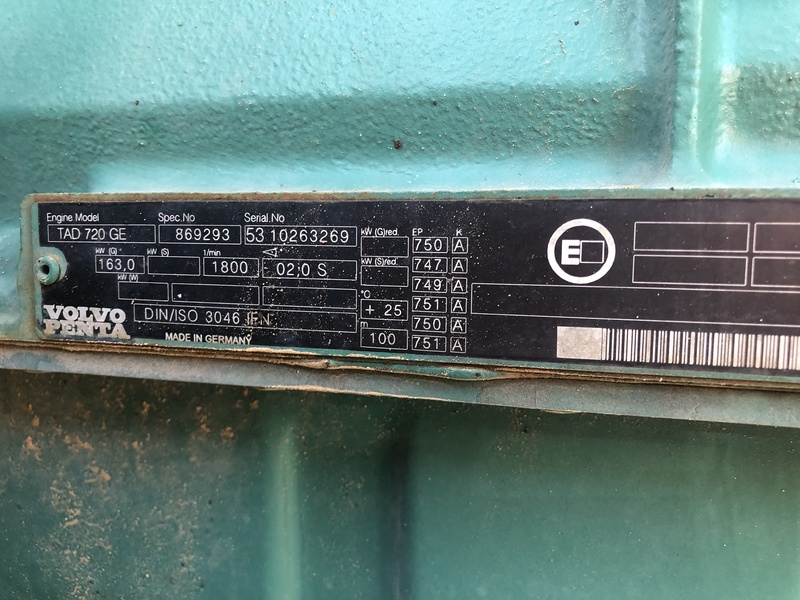 Engine Model Spec.No Serial.No kW (G)red. EP K
TAD 720 GE 869293 53 10263269 750 A
kW (G) kW (S) 1/min kW (S)red. 747 A
163,0 1800 02,0 S 749 A
kW (W) °C 751 A
+ 25
VOLVO PENTA DIN/ISO 3046 IFN m 750 A
MADE IN GERMANY 100 751 A
E